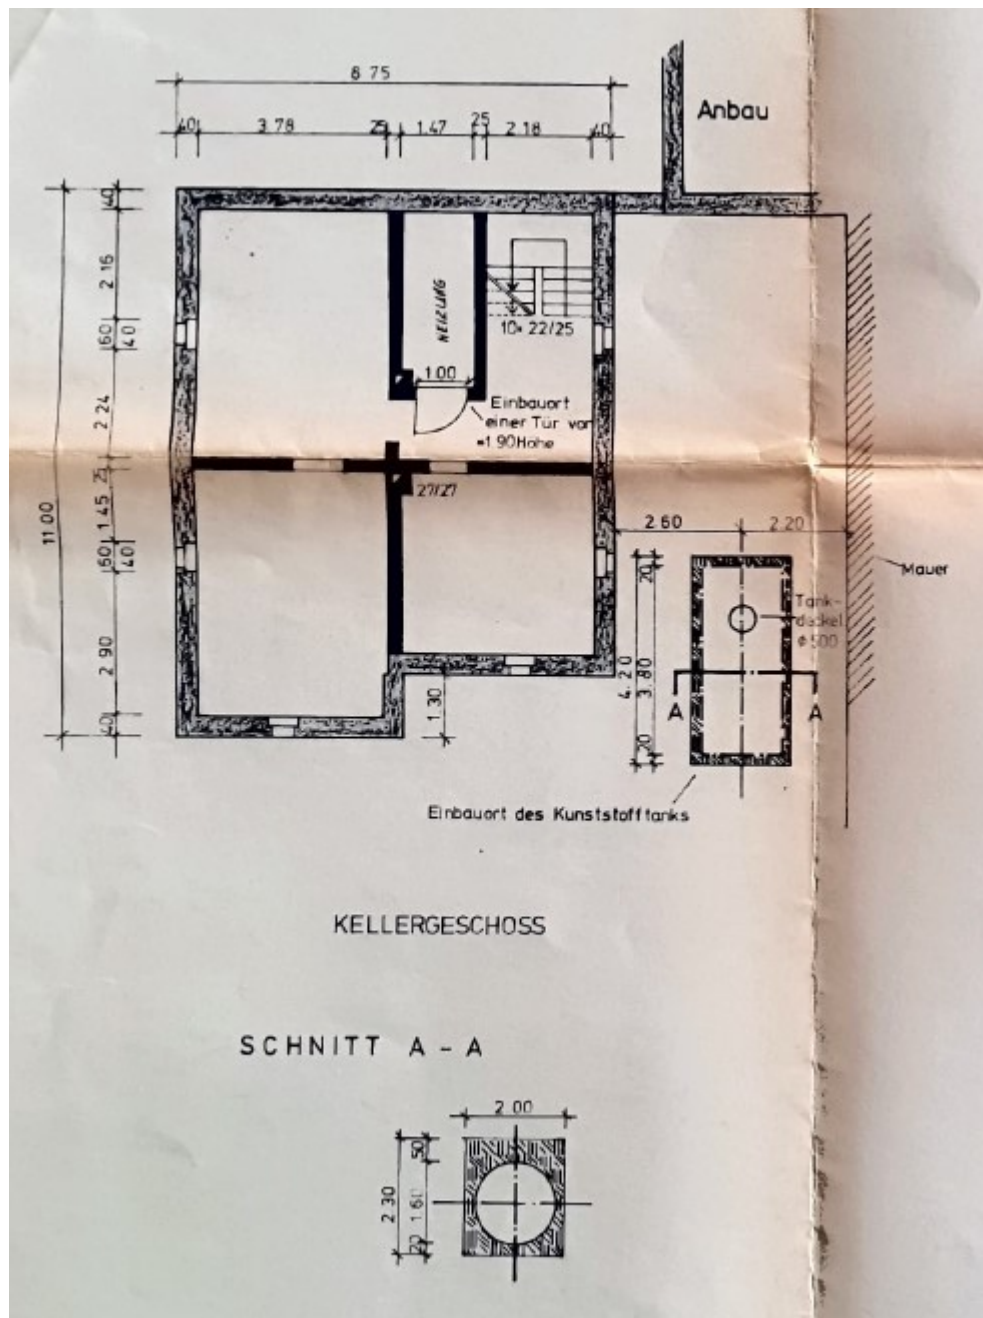 8 75
Anbau
40 3.78 25 1.47 25 2.18 40
40
2 16
60 40
2 24
25
1.45
60 40
2 90
40
11 00
HEIZUNG
10x 22/25
1.00
Einbauort
einer Tür von
=1.90 Höhe
27/27
2.60 2.20
Mauer
Tank-
deckel
φ 500
20
4.20 3.80
20
A A
1.30
Einbauort des Kunststofftanks
KELLERGESCHOSS
SCHNITT A - A
2 00
50
2 30 1.60
20